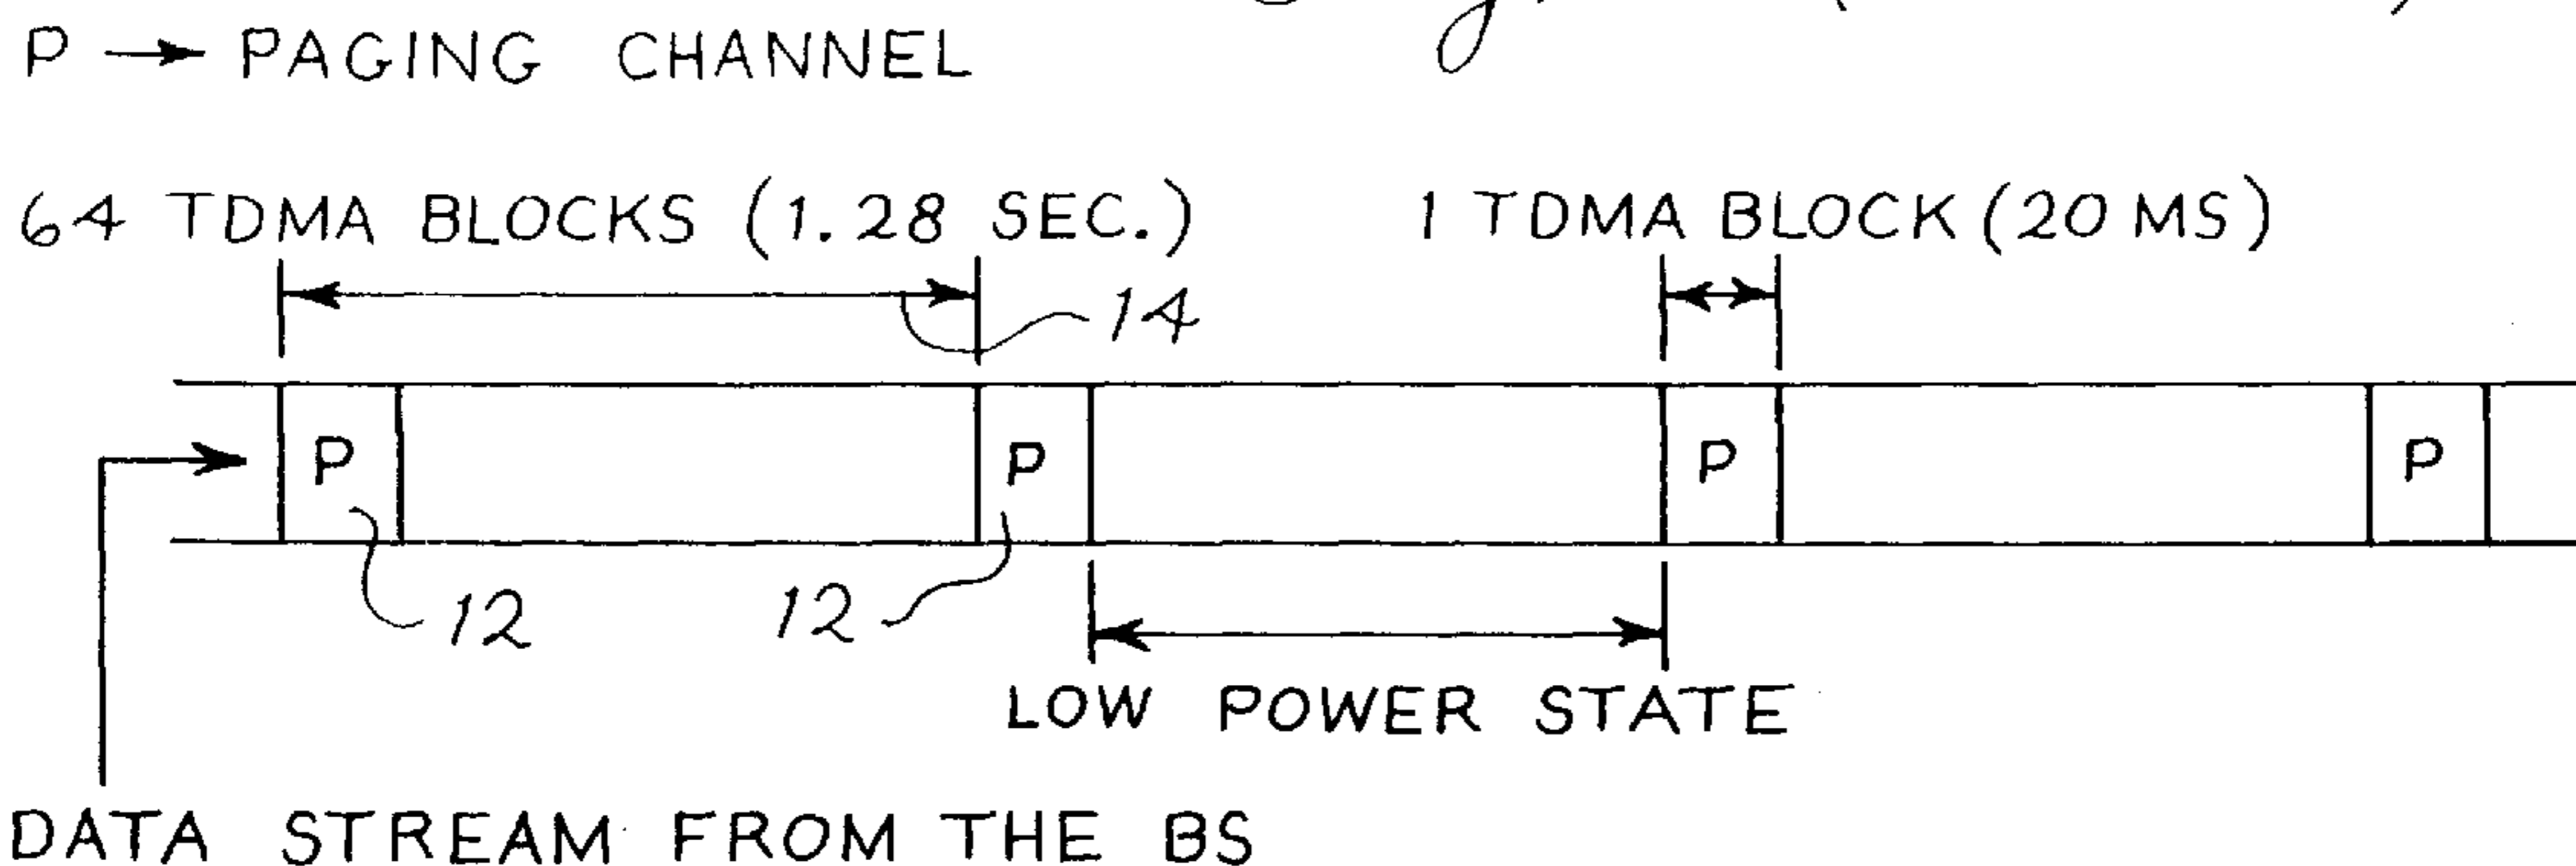 P → PAGING CHANNEL
64 TDMA BLOCKS (1.28 SEC.)
1 TDMA BLOCK (20 MS)
14
P P P P
12 12
LOW POWER STATE
DATA STREAM FROM THE BS